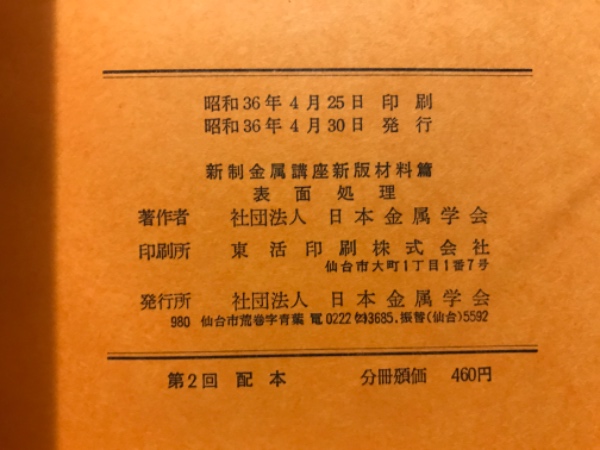 昭和36年4月25日 印刷
昭和36年4月30日 発行
新制金属講座新版材料篇
表面処理
著作者 社団法人 日本金属学会
印刷所 東活印刷株式会社
仙台市大町1丁目1番7号
発行所 社団法人 日本金属学会
980 仙台市荒巻字青葉 電0222 3685,振替(仙台)5592
第2回 配本 分冊頒価 460円